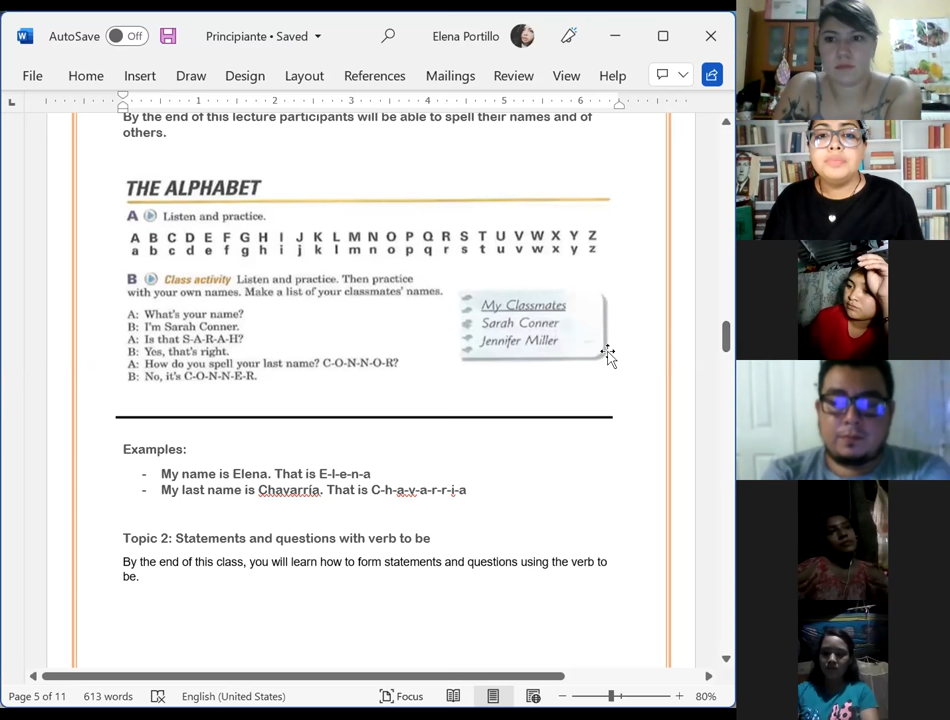 AutoSave Off Principiante • Saved Elena Portillo
File Home Insert Draw Design Layout References Mailings Review View Help
1 2 3 4 5 6
By the end of this lecture participants will be able to spell their names and of
others.
THE ALPHABET
A Listen and practice.
A B C D E F G H I J K L M N O P Q R S T U V W X Y Z
a b c d e f g h i j k l m n o p q r s t u v w x y z
B Class activity Listen and practice. Then practice
with your own names. Make a list of your classmates' names.
A: What's your name?
B: I'm Sarah Conner.
A: Is that S-A-R-A-H?
B: Yes, that's right.
A: How do you spell your last name? C-O-N-N-O-R?
B: No, it's C-O-N-N-E-R.
My Classmates
Sarah Conner
Jennifer Miller
Examples:
- My name is Elena. That is E-l-e-n-a
- My last name is Chavarría. That is C-h-a-v-a-r-r-i-a
Topic 2: Statements and questions with verb to be
By the end of this class, you will learn how to form statements and questions using the verb to
be.
Page 5 of 11 613 words English (United States) Focus 80%